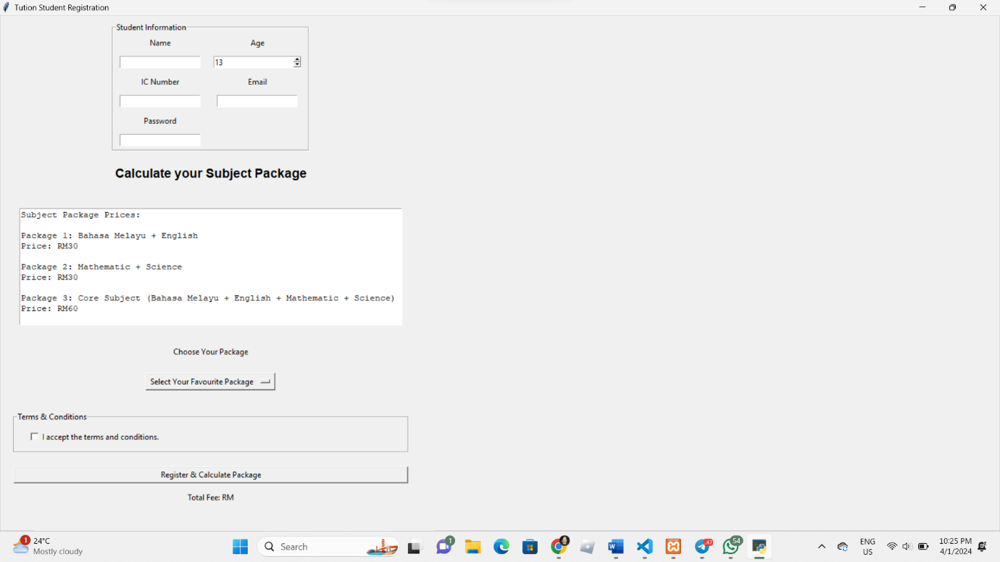 Tution Student Registration
Student Information
Name Age
13
IC Number Email
Password
Calculate your Subject Package
Subject Package Prices:
Package 1: Bahasa Melayu + English
Price: RM30
Package 2: Mathematic + Science
Price: RM30
Package 3: Core Subject (Bahasa Melayu + English + Mathematic + Science)
Price: RM60
Choose Your Package
Select Your Favourite Package
Terms & Conditions
I accept the terms and conditions.
Register & Calculate Package
Total Fee: RM
1
24°C
Mostly cloudy
Search
1
47
54
ENG
US
10:25 PM
4/1/2024